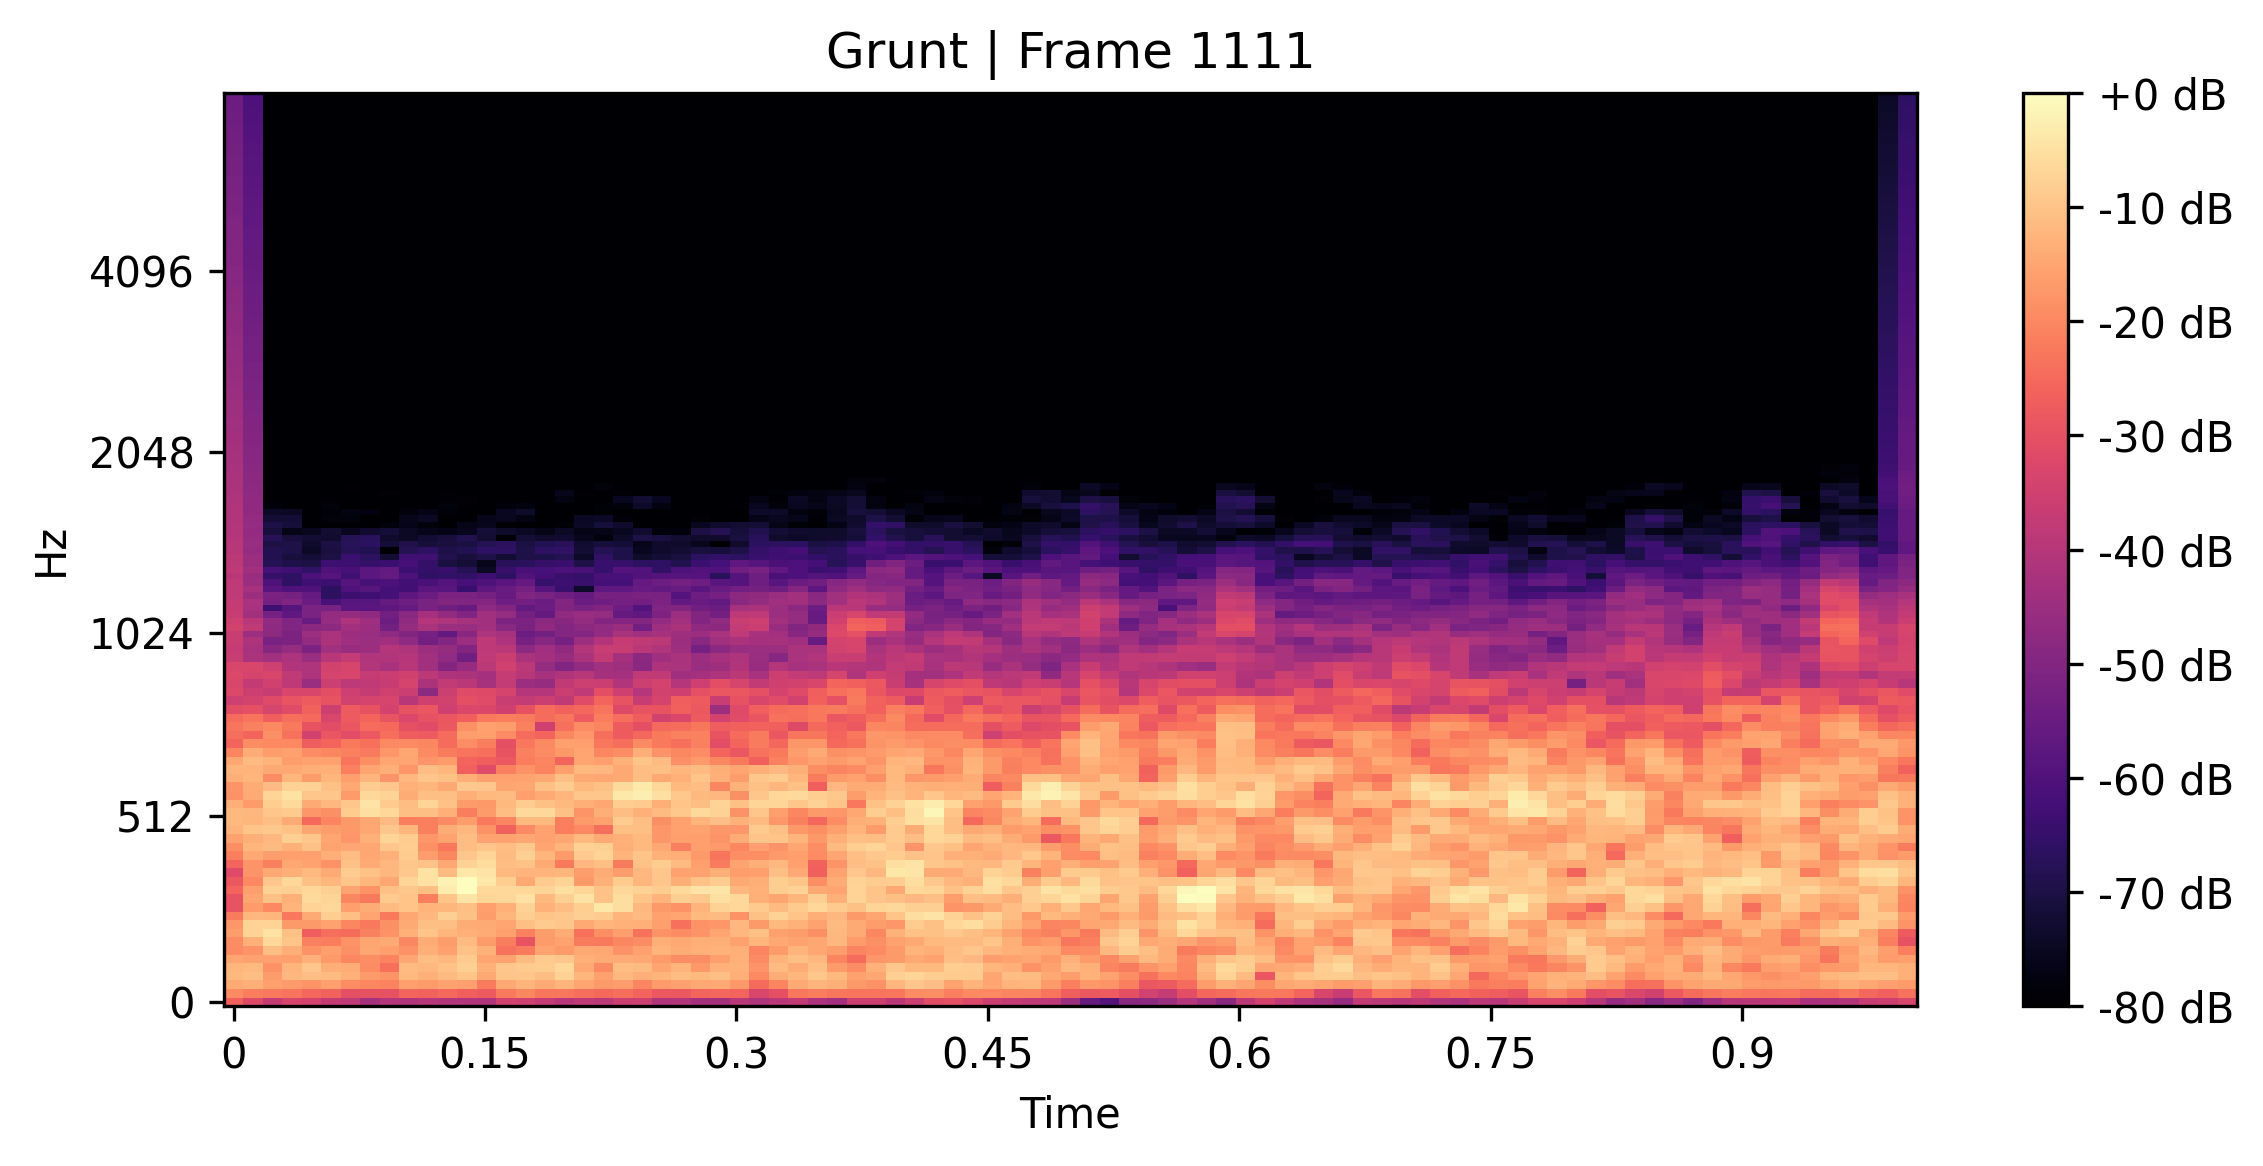 Grunt | Frame 1111
Hz
4096
2048
1024
512
0
0 0.15 0.3 0.45 0.6 0.75 0.9
Time
+0 dB
-10 dB
-20 dB
-30 dB
-40 dB
-50 dB
-60 dB
-70 dB
-80 dB